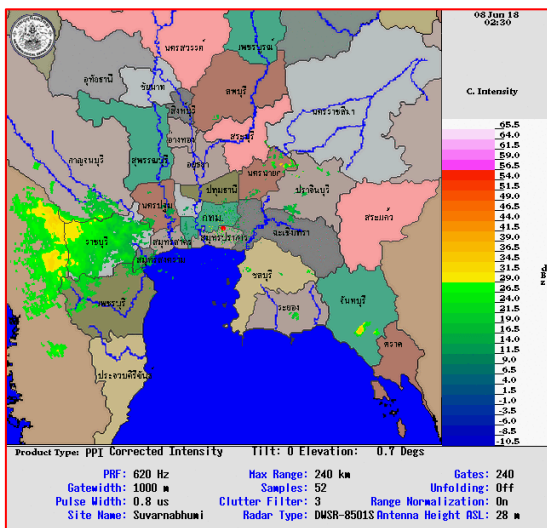 08 Jun 18
02:30
C. Intensity
นครสวรรค์
เพชรบูรณ์
อุทัยธานี
ชัยนาท
ลพบุรี
สิงห์บุรี
นครราชสีมา
อ่างทอง
สระบุรี
กาญจนบุรี
สุพรรณบุรี
อยุธยา
นครนายก
ปราจีนบุรี
ปทุมธานี
นครปฐม
กทม.
สระแก้ว
ราชบุรี
สมุทรสาคร
สมุทรปราการ
ฉะเชิงเทรา
สมุทรสงคราม
ชลบุรี
เพชรบุรี
ระยอง
จันทบุรี
ตราด
ประจวบคีรีขันธ์
65.5
64.0
61.5
59.0
56.5
54.0
51.5
49.0
46.5
44.0
41.5
39.0
36.5
34.0
31.5
29.0
26.5
24.0
21.5
19.0
16.5
14.0
11.5
9.0
6.5
4.0
1.5
-1.0
-3.5
-6.0
-8.5
-10.5
Product Type: PPI Corrected Intensity Tilt: 0 Elevation: 0.7 Degs
PRF: 620 Hz Max Range: 240 km Gates: 240
Gatewidth: 1000 m Samples: 52 Unfolding: Off
Pulse Width: 0.8 us Clutter Filter: 3 Range Normalization: On
Site Name: Suvarnabhumi Radar Type: DWSR-8501S Antenna Height ASL: 28 m